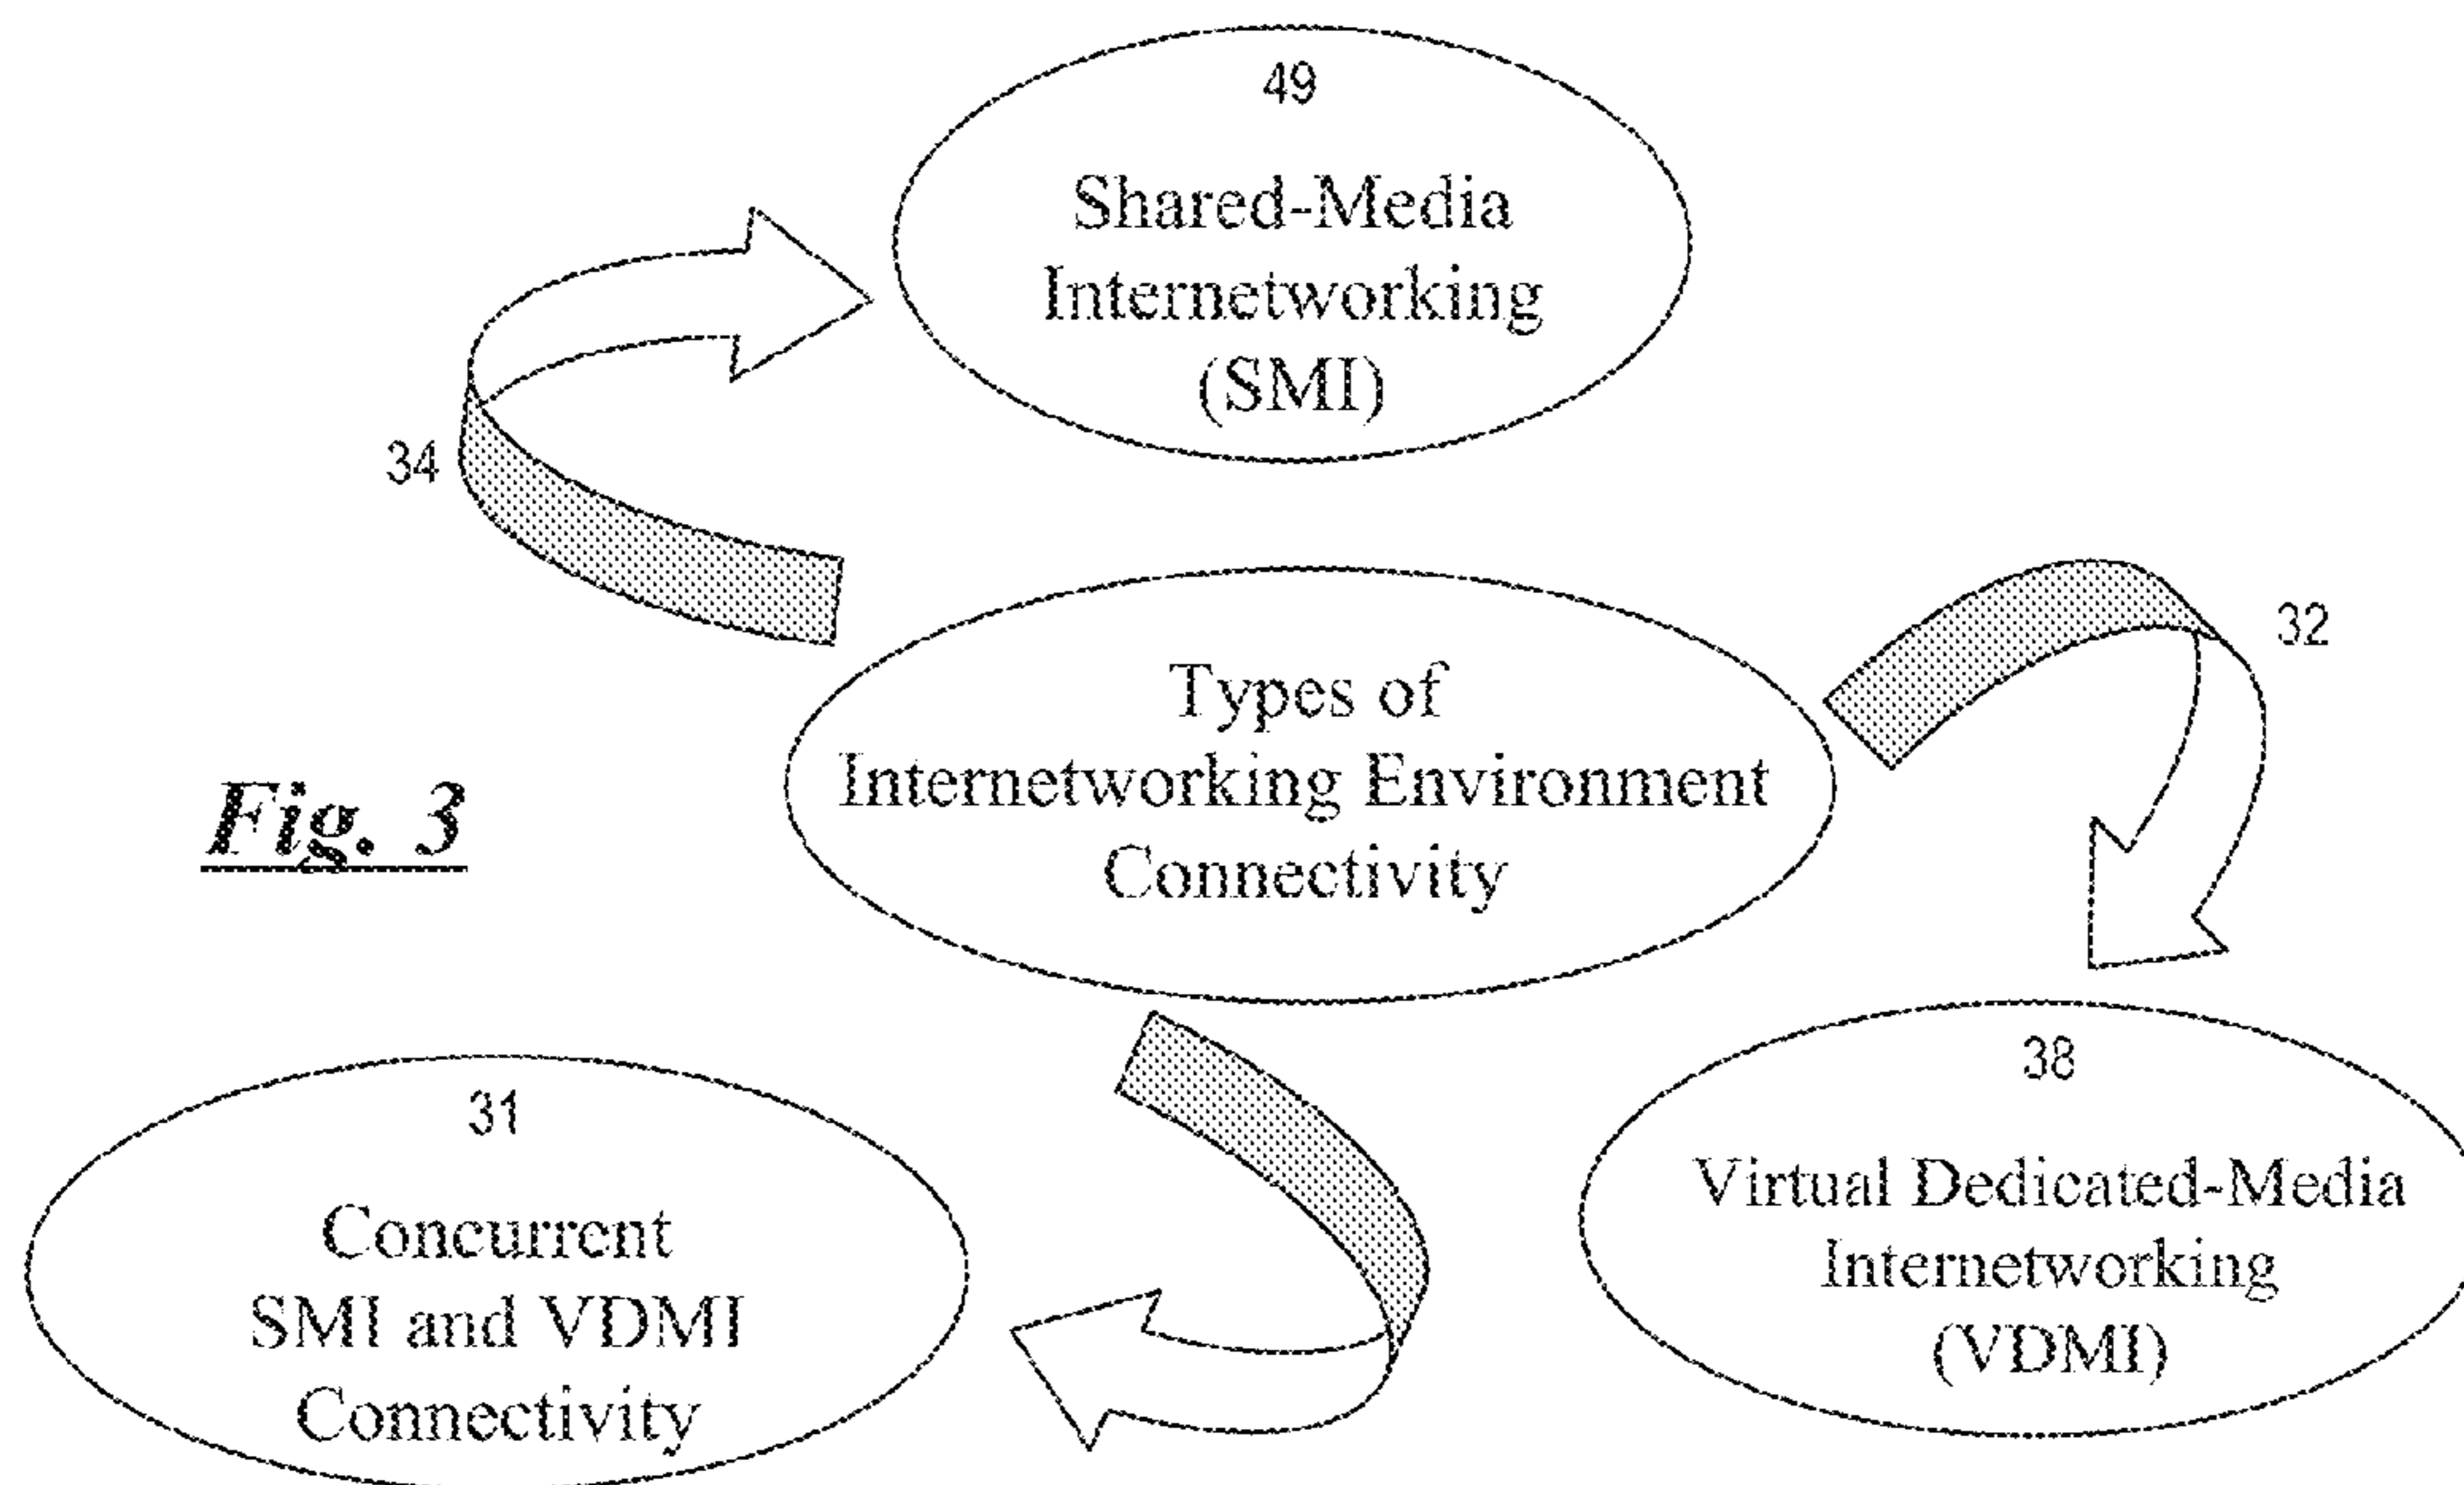 49
Shared-Media
Internetworking
(SMI)
34
32
Types of
Internetworking Environment
Connectivity
Fig. 3
31
Concurrent
SMI and VDMI
Connectivity
38
Virtual Dedicated-Media
Internetworking
(VDMI)